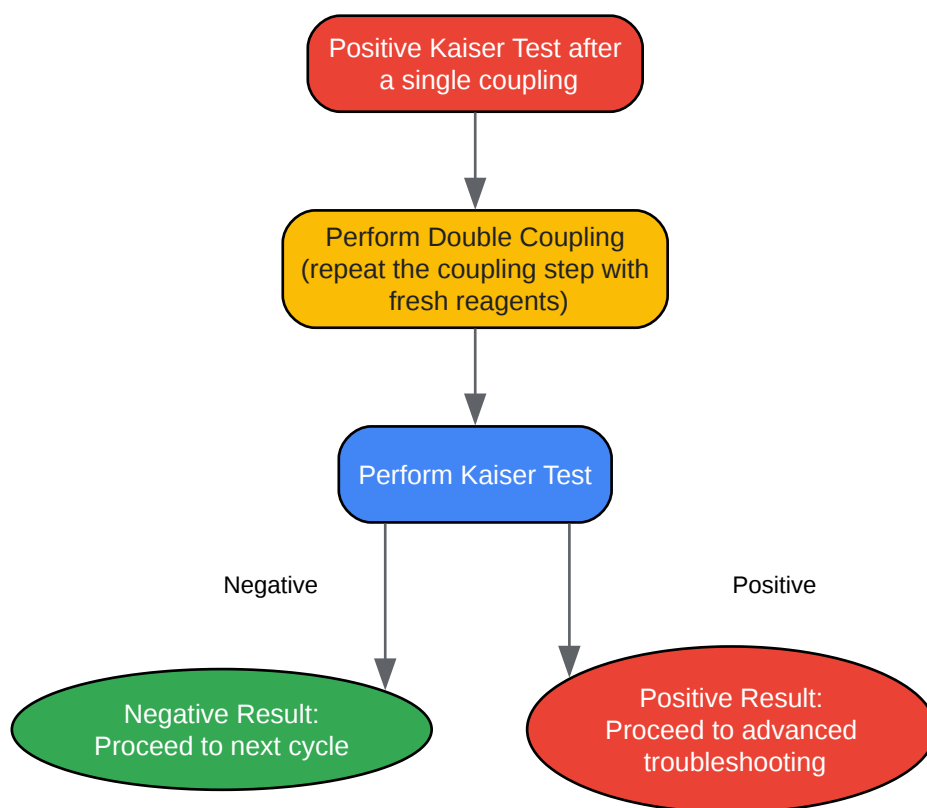 Positive Kaiser Test after
a single coupling
Perform Double Coupling
(repeat the coupling step with
fresh reagents)
Perform Kaiser Test
Negative
Positive
Negative Result:
Proceed to next cycle
Positive Result:
Proceed to advanced
troubleshooting